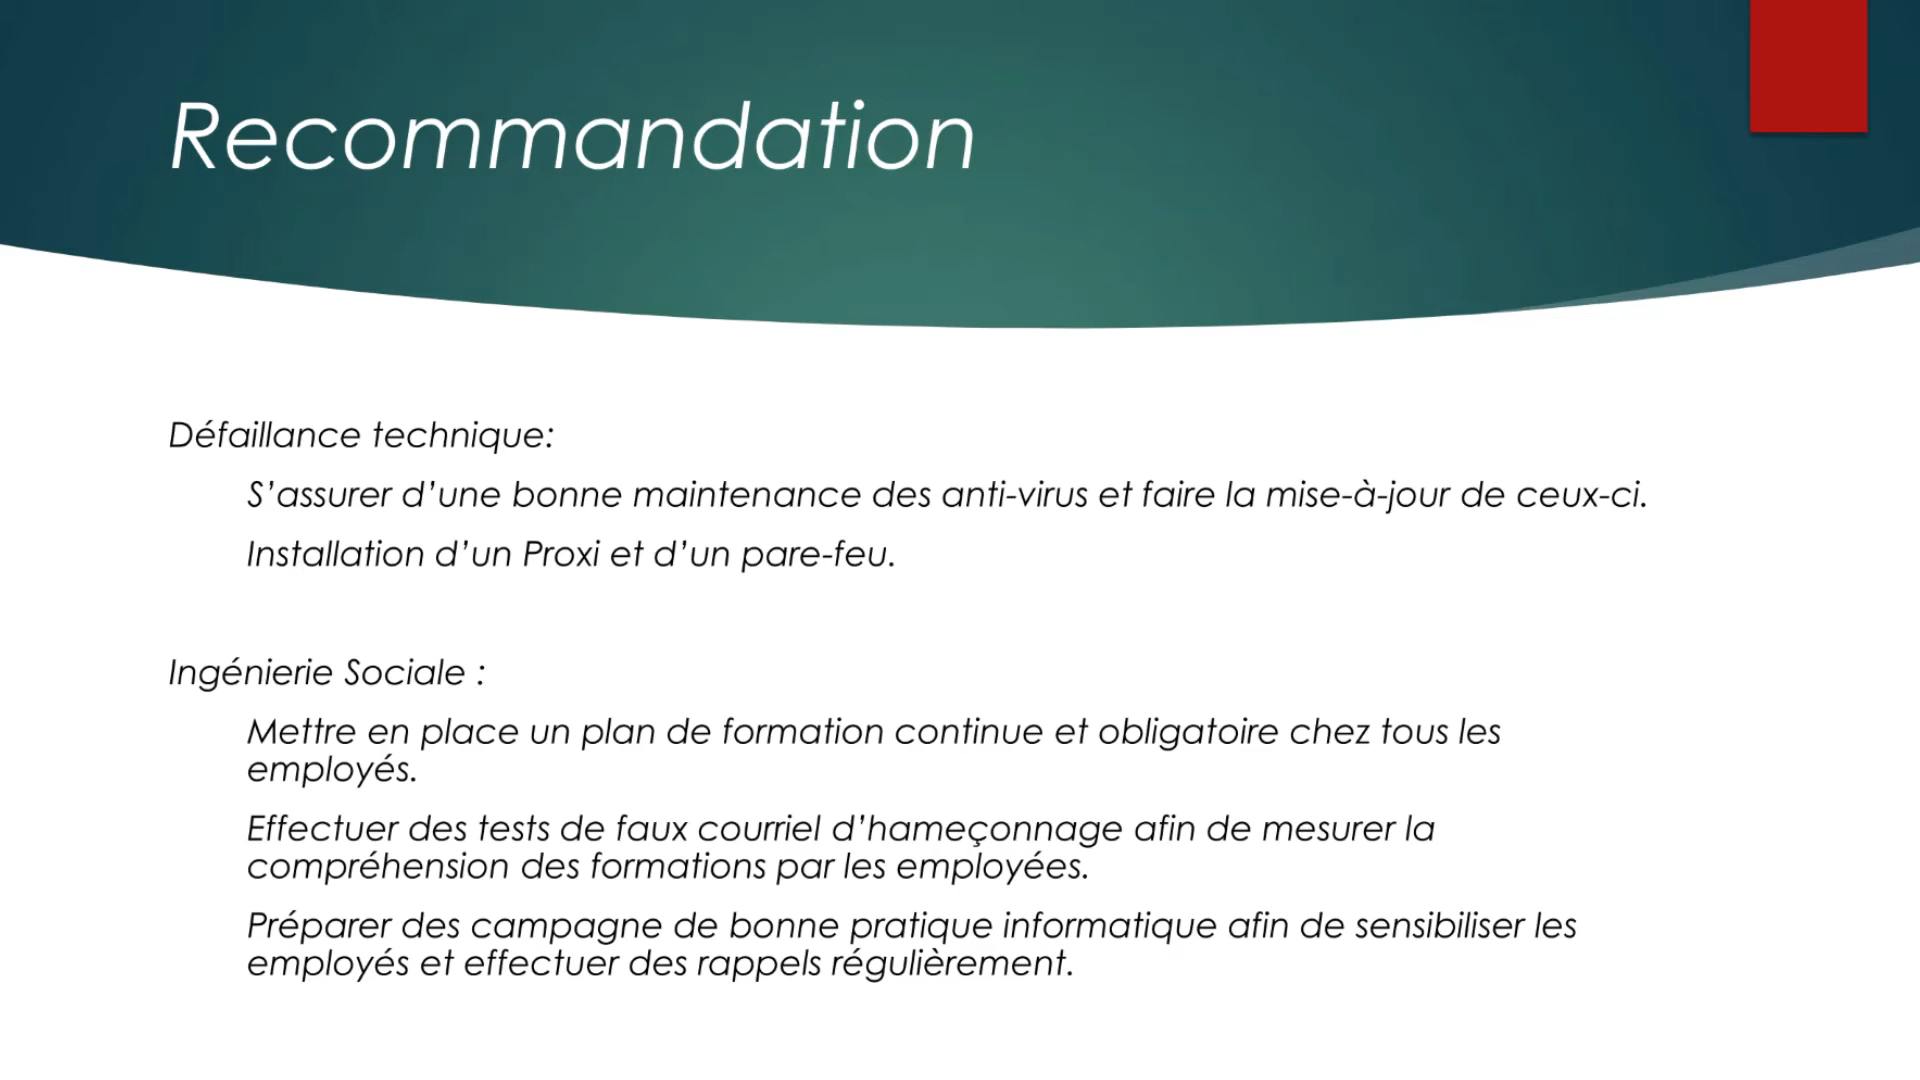 Recommandation
Défaillance technique:
S’assurer d’une bonne maintenance des anti-virus et faire la mise-à-jour de ceux-ci.
Installation d’un Proxi et d’un pare-feu.
Ingénierie Sociale :
Mettre en place un plan de formation continue et obligatoire chez tous les
employés.
Effectuer des tests de faux courriel d’hameçonnage afin de mesurer la
compréhension des formations par les employées.
Préparer des campagne de bonne pratique informatique afin de sensibiliser les
employés et effectuer des rappels régulièrement.